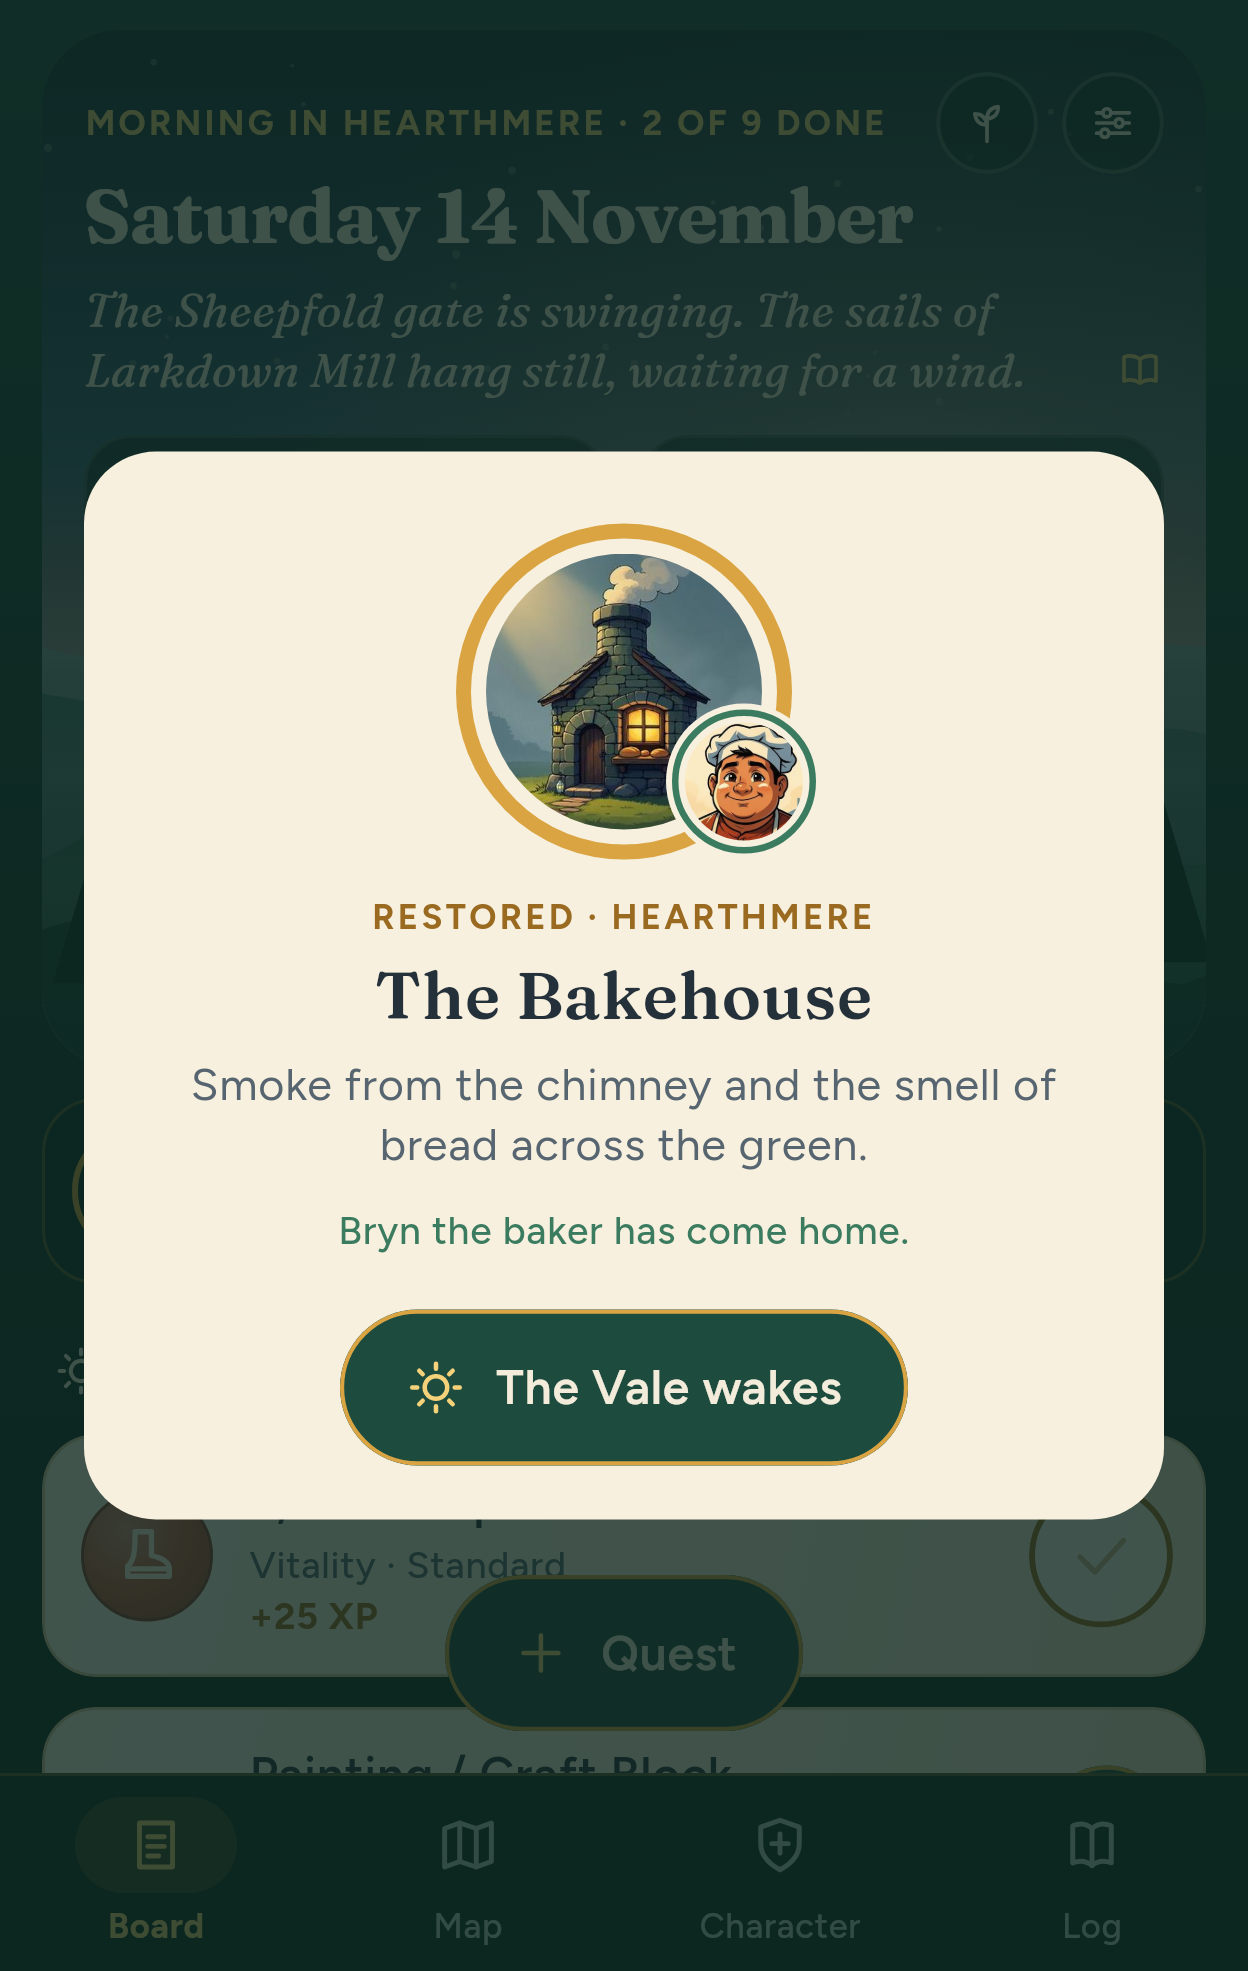 MORNING IN HEARTHMERE · 2 OF 9 DONE
Saturday 14 November
The Sheepfold gate is swinging. The sails of
Larkdown Mill hang still, waiting for a wind.
RESTORED · HEARTHMERE
The Bakehouse
Smoke from the chimney and the smell of
bread across the green.
Bryn the baker has come home.
The Vale wakes
Vitality · Standard
+25 XP
Quest
Painting / Craft Block
Board
Map
Character
Log